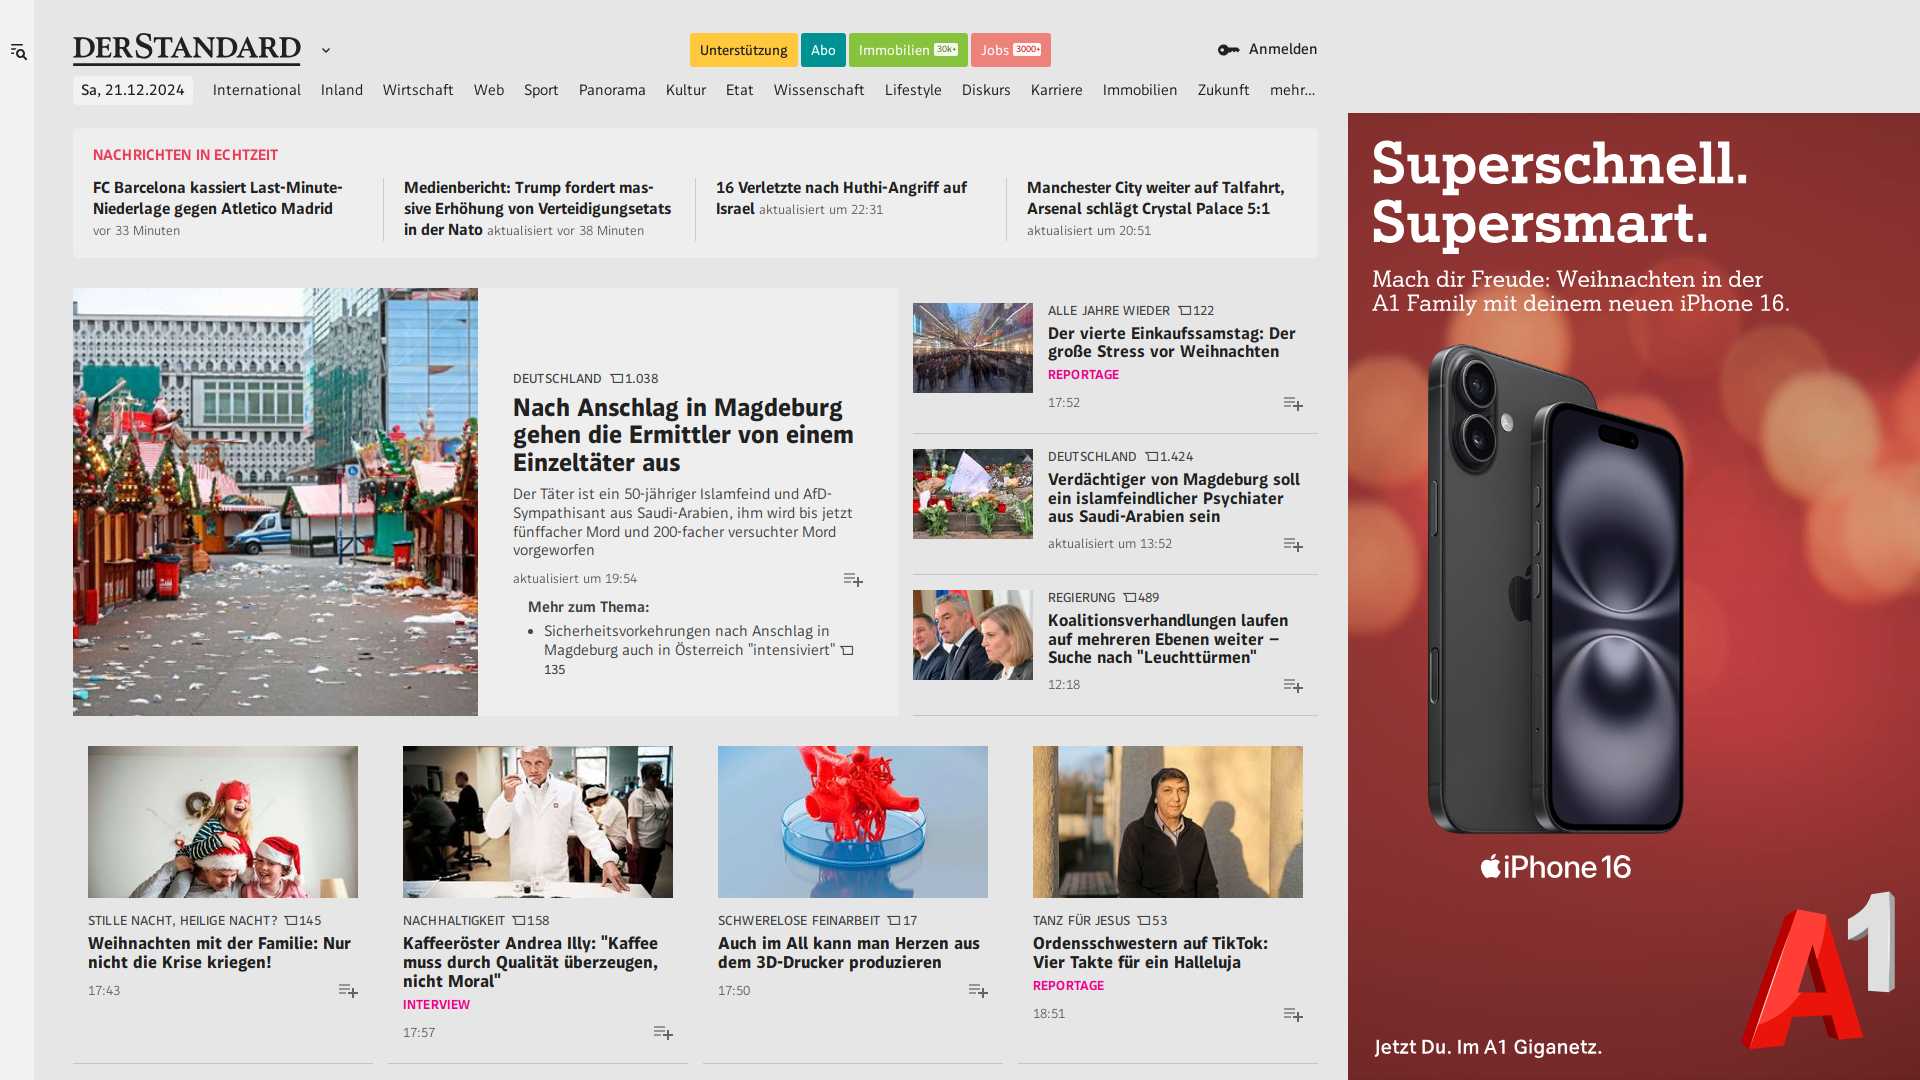 DERSTANDARD
Unterstützung
Abo
Immobilien 30k+
Jobs 3000+
Anmelden
Sa, 21.12.2024
International
Inland
Wirtschaft
Web
Sport
Panorama
Kultur
Etat
Wissenschaft
Lifestyle
Diskurs
Karriere
Immobilien
Zukunft
mehr...
NACHRICHTEN IN ECHTZEIT
FC Barcelona kassiert Last-Minute-
Niederlage gegen Atletico Madrid
vor 33 Minuten
Medienbericht: Trump fordert mas-
sive Erhöhung von Verteidigungsetats
in der Nato aktualisiert vor 38 Minuten
16 Verletzte nach Huthi-Angriff auf
Israel aktualisiert um 22:31
Manchester City weiter auf Talfahrt,
Arsenal schlägt Crystal Palace 5:1
aktualisiert um 20:51
DEUTSCHLAND 1.038
Nach Anschlag in Magdeburg
gehen die Ermittler von einem
Einzeltäter aus
Der Täter ist ein 50-jähriger Islamfeind und AfD-
Sympathisant aus Saudi-Arabien, ihm wird bis jetzt
fünffacher Mord und 200-facher versuchter Mord
vorgeworfen
aktualisiert um 19:54
Mehr zum Thema:
Sicherheitsvorkehrungen nach Anschlag in
Magdeburg auch in Österreich "intensiviert"
135
ALLE JAHRE WIEDER 122
Der vierte Einkaufssamstag: Der
große Stress vor Weihnachten
REPORTAGE
17:52
DEUTSCHLAND 1.424
Verdächtiger von Magdeburg soll
ein islamfeindlicher Psychiater
aus Saudi-Arabien sein
aktualisiert um 13:52
REGIERUNG 489
Koalitionsverhandlungen laufen
auf mehreren Ebenen weiter –
Suche nach "Leuchttürmen"
12:18
STILLE NACHT, HEILIGE NACHT? 145
Weihnachten mit der Familie: Nur
nicht die Krise kriegen!
17:43
NACHHALTIGKEIT 158
Kaffeeröster Andrea Illy: "Kaffee
muss durch Qualität überzeugen,
nicht Moral"
INTERVIEW
17:57
SCHWERELOSE FEINARBEIT 17
Auch im All kann man Herzen aus
dem 3D-Drucker produzieren
17:50
TANZ FÜR JESUS 53
Ordensschwestern auf TikTok:
Vier Takte für ein Halleluja
REPORTAGE
18:51
Superschnell.
Supersmart.
Mach dir Freude: Weihnachten in der
A1 Family mit deinem neuen iPhone 16.
iPhone 16
A1
Jetzt Du. Im A1 Giganetz.